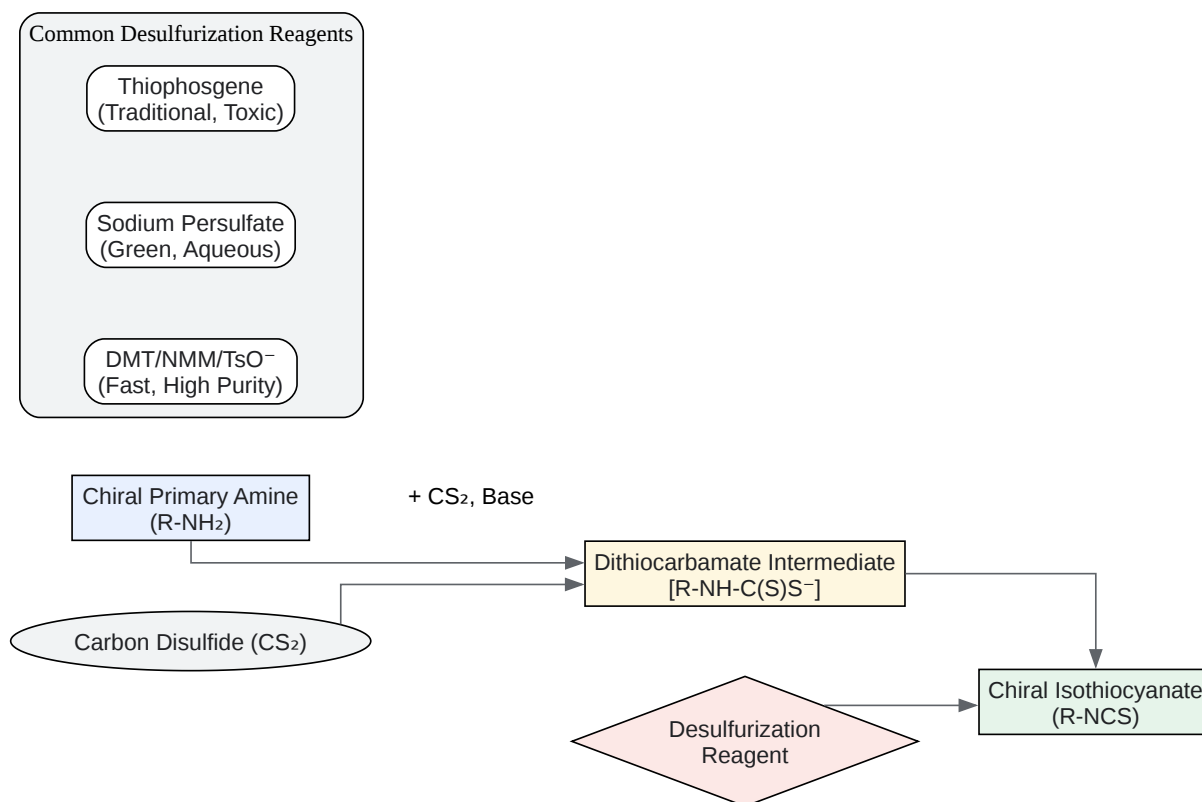 Common Desulfurization Reagents
Thiophosgene
(Traditional, Toxic)
Sodium Persulfate
(Green, Aqueous)
DMT/NMM/TsO⁻
(Fast, High Purity)
Chiral Primary Amine
(R-NH₂)
+ CS₂, Base
Dithiocarbamate Intermediate
[R-NH-C(S)S⁻]
Carbon Disulfide (CS₂)
Chiral Isothiocyanate
(R-NCS)
Desulfurization
Reagent